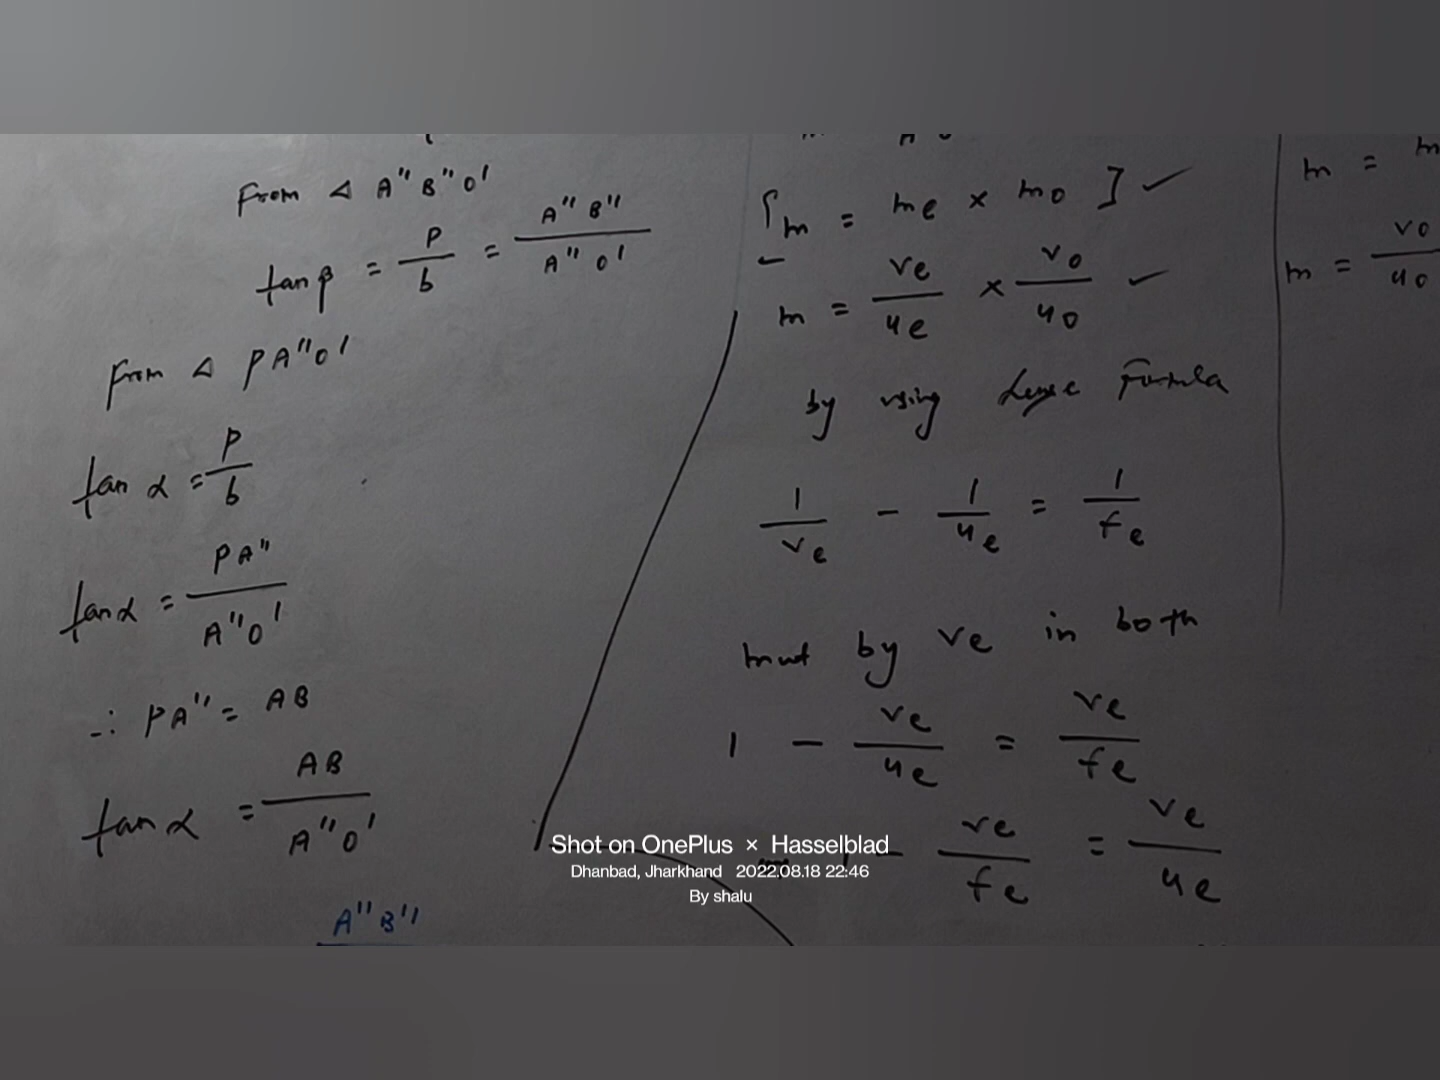 From Δ A" B" O'
tan β = P/b = A" B"/A" O'
From Δ PA"O'
tan α = P/b
tan α = PA"/A"O'
∴ PA" = AB
tan α = AB/A"O'
A" B"
[m = me × mo] ✓
m = ve/ue × vo/uo ✓
by using Formula
1/ve - 1/ue = 1/fe
by ve in both
1 - ve/ue = ve/fe
1 - ve/fe = ve/ue
m = m
m = vo/uo
Shot on OnePlus × Hasselblad
Dhanbad, Jharkhand 2022.08.18 22:46
By shalu